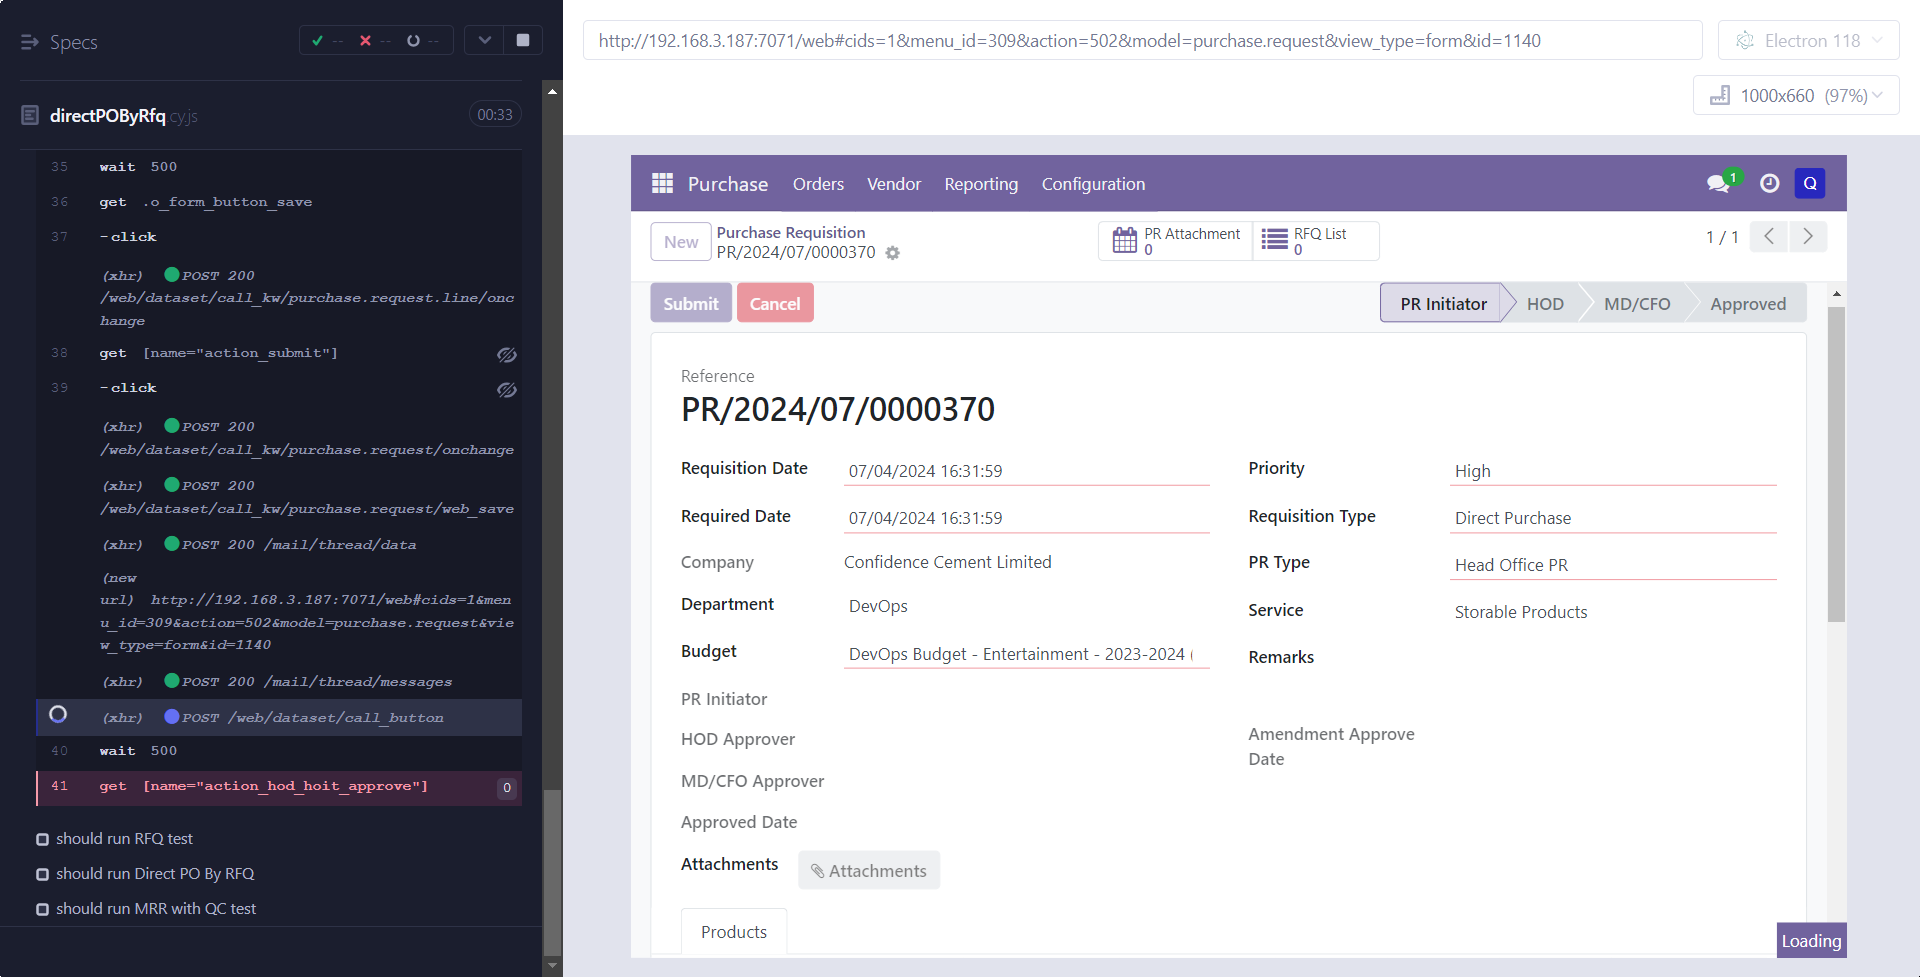 Specs
--
--
--
directPOByRfq.cy.js
00:33
35 wait 500
36 get .o_form_button_save
37 -click
(xhr) POST 200
/web/dataset/call_kw/purchase.request.line/onc
hange
38 get [name="action_submit"]
39 -click
(xhr) POST 200
/web/dataset/call_kw/purchase.request/onchange
(xhr) POST 200
/web/dataset/call_kw/purchase.request/web_save
(xhr) POST 200 /mail/thread/data
(new
url) http://192.168.3.187:7071/web#cids=1&men
u_id=309&action=502&model=purchase.request&vie
w_type=form&id=1140
(xhr) POST 200 /mail/thread/messages
(xhr) POST /web/dataset/call_button
40 wait 500
41 get [name="action_hod_hoit_approve"] 0
should run RFQ test
should run Direct PO By RFQ
should run MRR with QC test
http://192.168.3.187:7071/web#cids=1&menu_id=309&action=502&model=purchase.request&view_type=form&id=1140
Electron 118
1000x660 (97%)
Purchase Orders Vendor Reporting Configuration
1
Q
New
Purchase Requisition
PR/2024/07/0000370
PR Attachment
0
RFQ List
0
1 / 1
Submit Cancel
PR Initiator HOD MD/CFO Approved
Reference
PR/2024/07/0000370
Requisition Date 07/04/2024 16:31:59
Required Date 07/04/2024 16:31:59
Company Confidence Cement Limited
Department DevOps
Budget DevOps Budget - Entertainment - 2023-2024 (
PR Initiator
HOD Approver
MD/CFO Approver
Approved Date
Attachments Attachments
Priority High
Requisition Type Direct Purchase
PR Type Head Office PR
Service Storable Products
Remarks
Amendment Approve
Date
Products
Loading